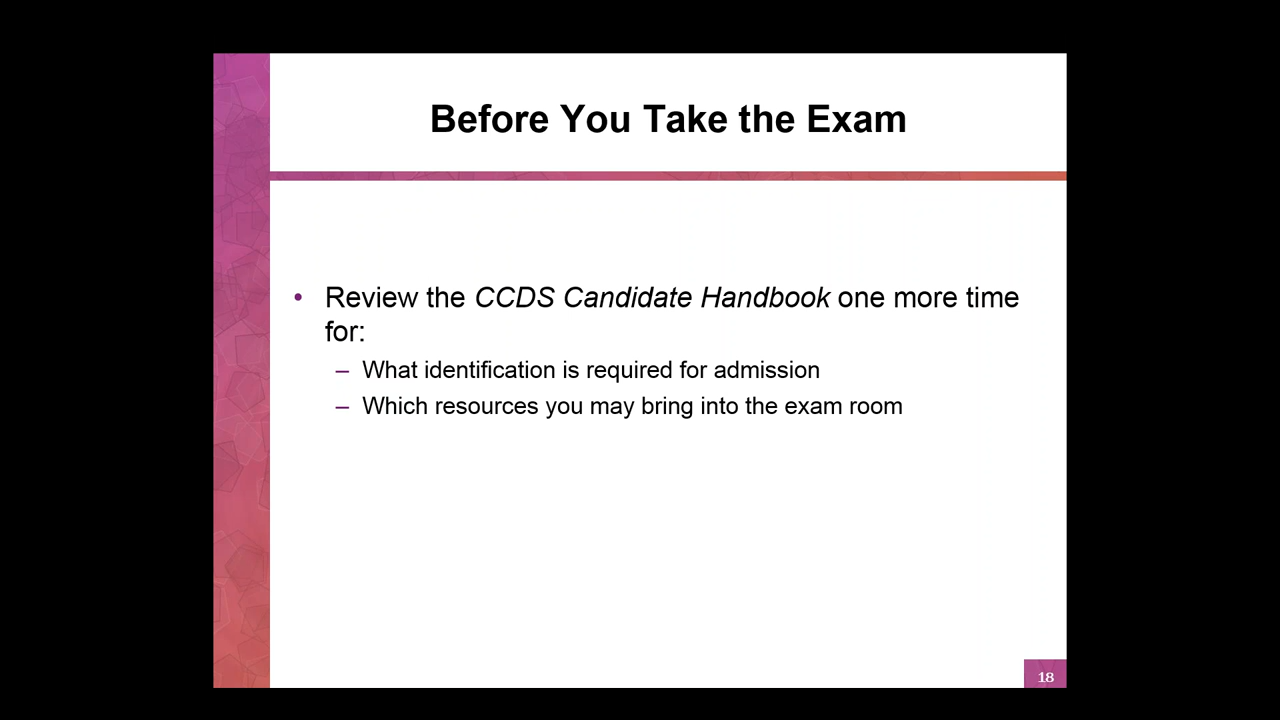 Before You Take the Exam
• Review the CCDS Candidate Handbook one more time
for:
– What identification is required for admission
– Which resources you may bring into the exam room
18